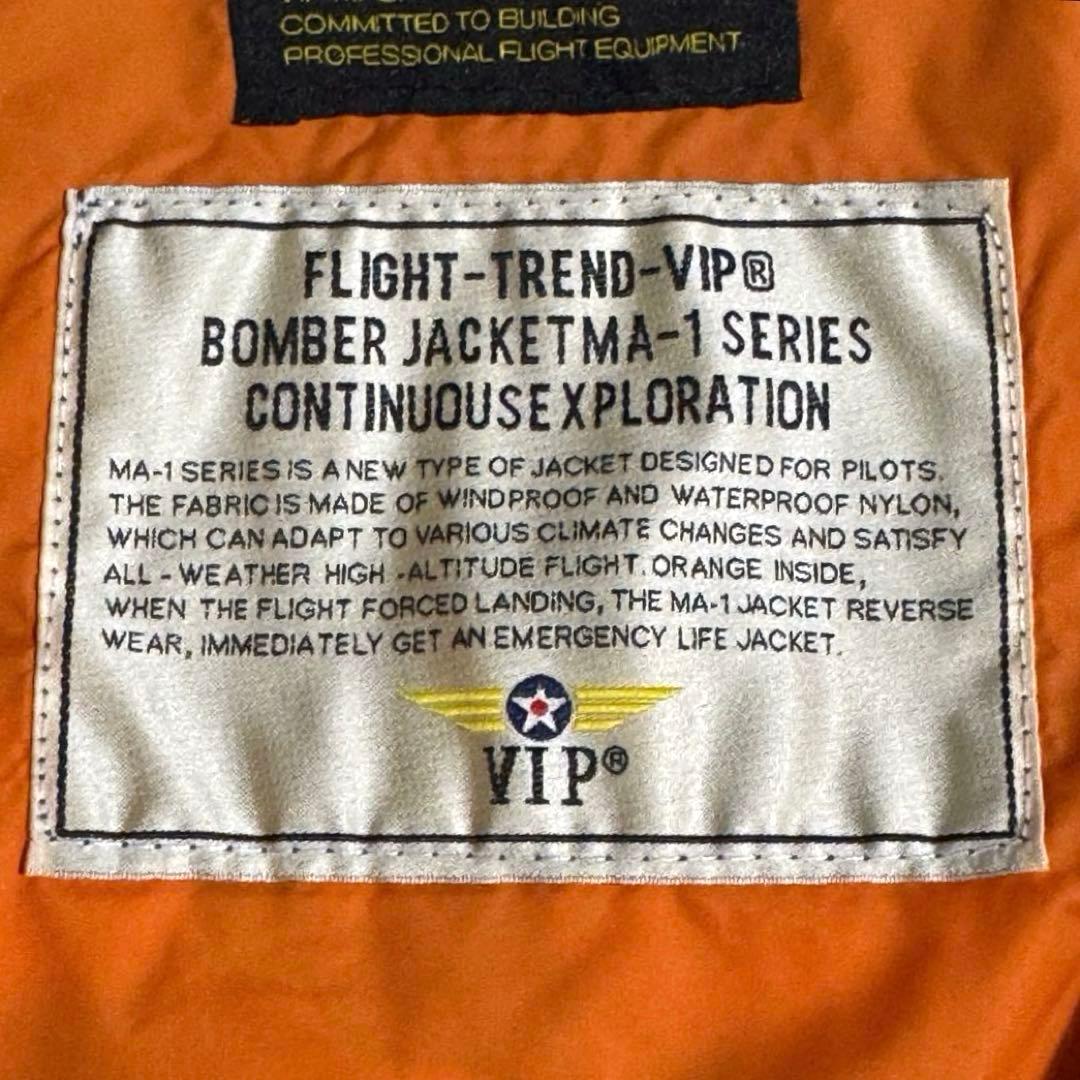 COMMITTED TO BUILDING
PROFESSIONAL FLIGHT EQUIPMENT
FLIGHT-TREND-VIP®
BOMBER JACKETMA-1 SERIES
CONTINUOUSEXPLORATION
MA-1 SERIES IS A NEW TYPE OF JACKET DESIGNED FOR PILOTS.
THE FABRIC IS MADE OF WINDPROOF AND WATERPROOF NYLON,
WHICH CAN ADAPT TO VARIOUS CLIMATE CHANGES AND SATISFY
ALL - WEATHER HIGH -ALTITUDE FLIGHT. ORANGE INSIDE,
WHEN THE FLIGHT FORCED LANDING, THE MA-1 JACKET REVERSE
WEAR, IMMEDIATELY GET AN EMERGENCY LIFE JACKET.
VIP®